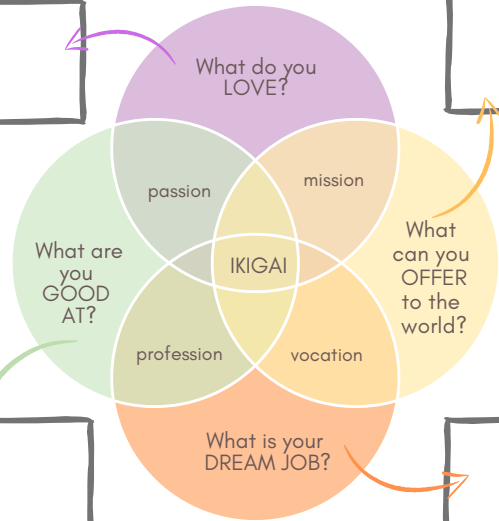 What do you
LOVE?
passion
mission
What are
you
GOOD
AT?
IKIGAI
What
can you
OFFER
to the
world?
profession
vocation
What is your
DREAM JOB?